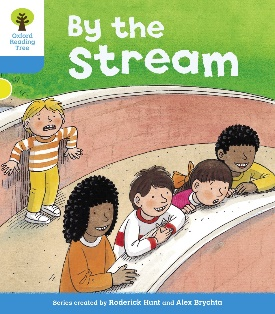 Oxford
Reading
Tree
By the
Stream
Series created by Roderick Hunt and Alex Brychta